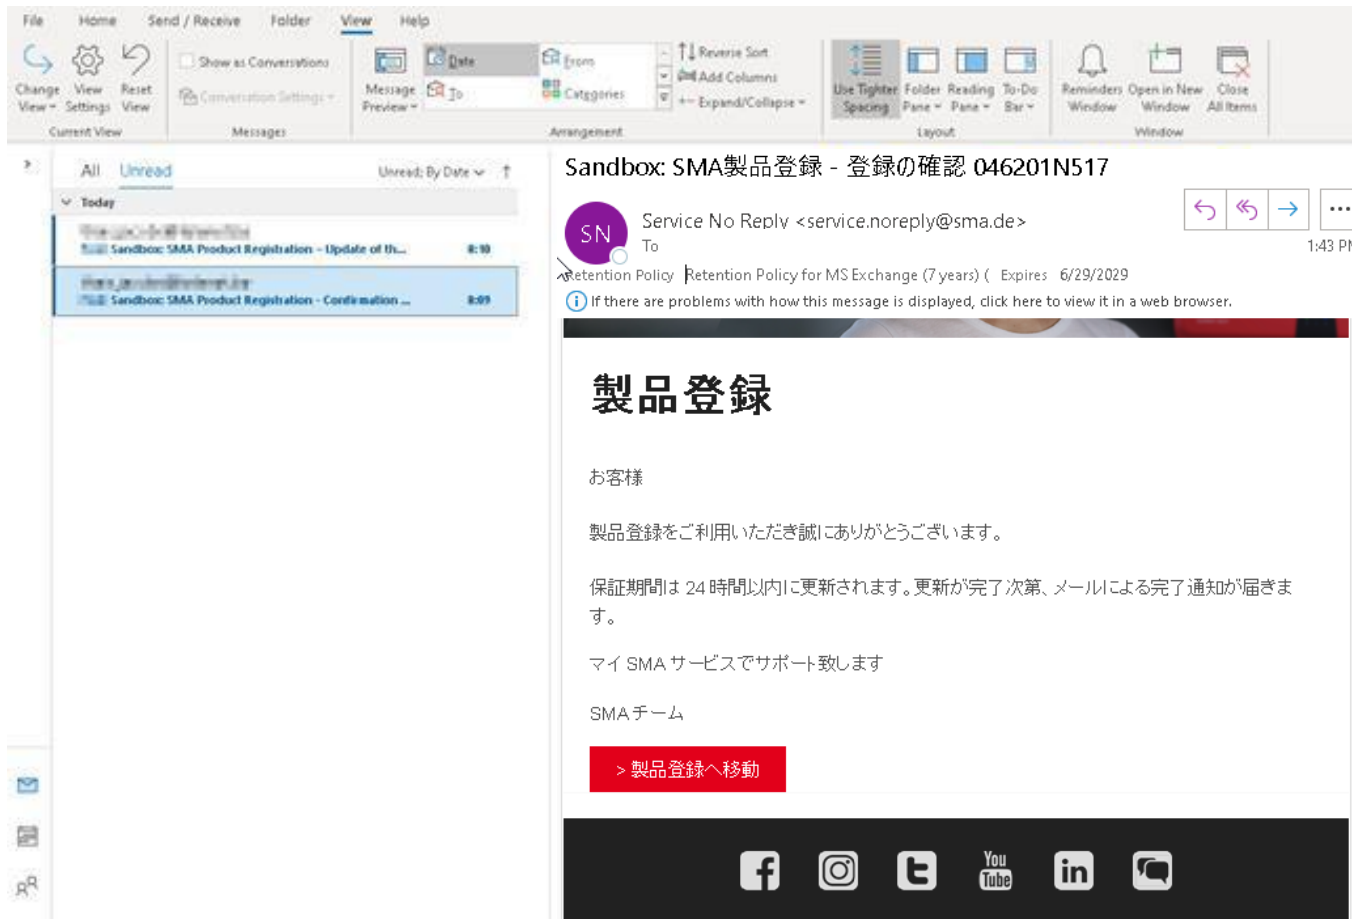 File Home Send / Receive Folder View Help
Change View View Settings Reset View
Show as Conversations
Conversation Settings
Message Preview
Date
To
From
Categories
Reverse Sort
Add Columns
Expand/Collapse
Use Tighter Spacing Folder Pane Reading Pane To-Do Bar
Reminders Window Open in New Window Close All Items
Current View Messages Arrangement Layout Window
All Unread Unread: By Date
Today
Sandbox: SMA Product Registration - Update of th... 8:10
Sandbox: SMA Product Registration - Confirmation ... 8:09
Sandbox: SMA製品登録 - 登録の確認 046201N517
SN
Service No Reply <service.noreply@sma.de>
To
1:43 PM
Retention Policy Retention Policy for MS Exchange (7 years) ( Expires 6/29/2029
If there are problems with how this message is displayed, click here to view it in a web browser.
製品登録
お客様
製品登録をご利用いただき誠にありがとうございます。
保証期間は 24 時間以内に更新されます。更新が完了次第、メールによる完了通知が届きま
す。
マイ SMA サービスでサポート致します
SMA チーム
> 製品登録へ移動
You
Tube
in